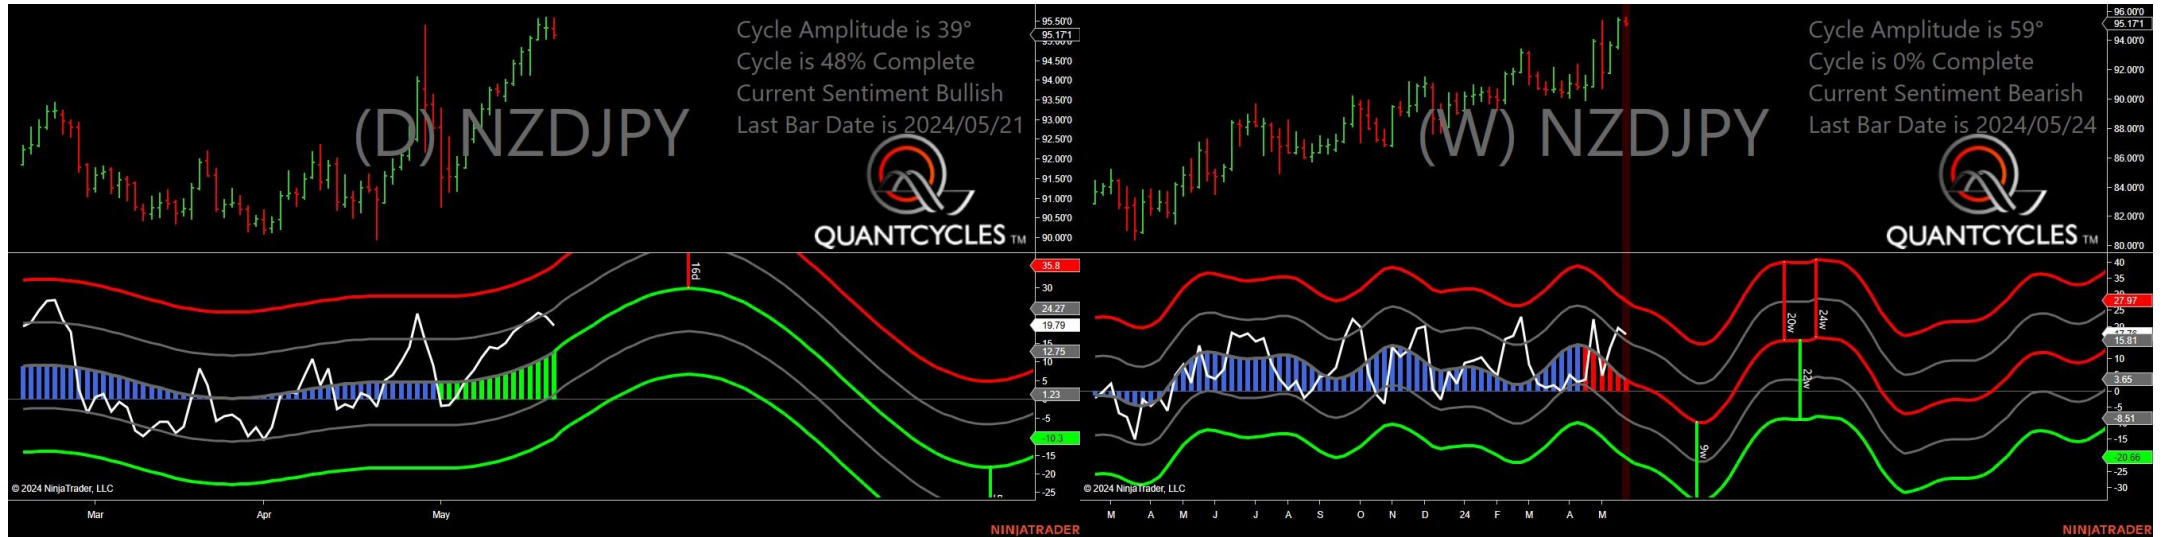 Cycle Amplitude is 39°
Cycle is 48% Complete
Current Sentiment Bullish
Last Bar Date is 2024/05/21
(D) NZDJPY
QUANTCYCLES TM
95.50'0
95.17'1
94.50'0
94.00'0
93.50'0
93.00'0
92.50'0
92.00'0
91.50'0
91.00'0
90.50'0
90.00'0
16d
35.8
30
24.27
19.79
15
12.75
10
5
1.23
-5
-10.3
-15
-20
-25
© 2024 NinjaTrader, LLC
Mar Apr May
NINJATRADER
Cycle Amplitude is 59°
Cycle is 0% Complete
Current Sentiment Bearish
Last Bar Date is 2024/05/24
(W) NZDJPY
QUANTCYCLES TM
96.00'0
95.17'1
94.00'0
92.00'0
90.00'0
88.00'0
86.00'0
84.00'0
82.00'0
80.00'0
20w
24w
22w
9w
40
35
27.97
25
15.81
10
3.65
0
-5
-8.51
-15
-20.66
-25
-30
© 2024 NinjaTrader, LLC
M A M J J A S O N D 24 F M A M
NINJATRADER